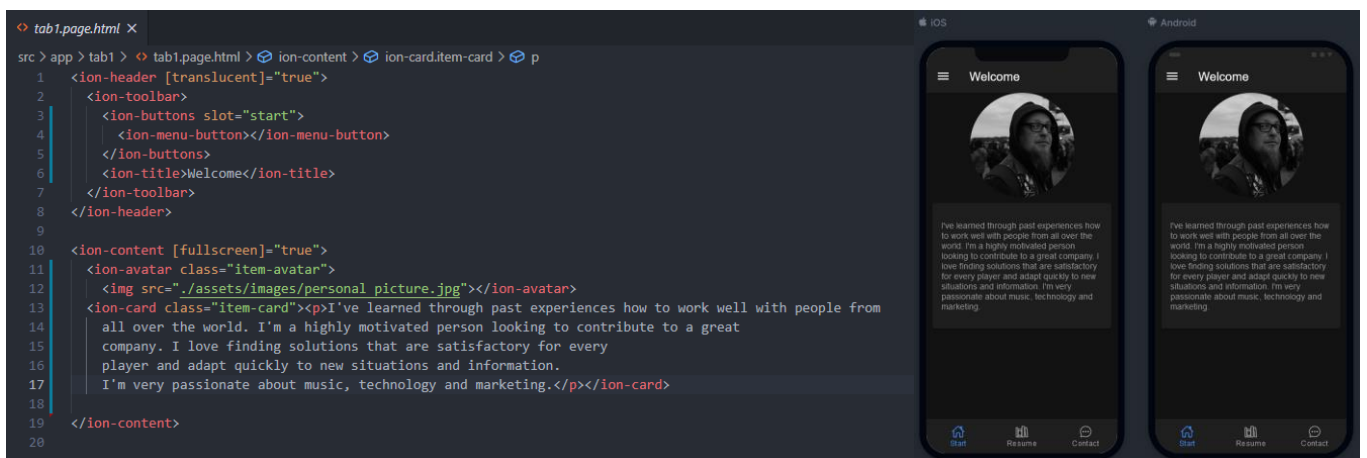 tab1.page.html
src > app > tab1 > tab1.page.html > ion-content > ion-card.item-card > p
1 <ion-header [translucent]="true">
2 <ion-toolbar>
3 <ion-buttons slot="start">
4 <ion-menu-button></ion-menu-button>
5 </ion-buttons>
6 <ion-title>Welcome</ion-title>
7 </ion-toolbar>
8 </ion-header>
9
10 <ion-content [fullscreen]="true">
11 <ion-avatar class="item-avatar">
12 <img src="./assets/images/personal picture.jpg"></ion-avatar>
13 <ion-card class="item-card"><p>I've learned through past experiences how to work well with people from
14 all over the world. I'm a highly motivated person looking to contribute to a great
15 company. I love finding solutions that are satisfactory for every
16 player and adapt quickly to new situations and information.
17 I'm very passionate about music, technology and marketing.</p></ion-card>
18
19 </ion-content>
20
iOS
Welcome
I've learned through past experiences how
to work well with people from all over the
world. I'm a highly motivated person
looking to contribute to a great company. I
love finding solutions that are satisfactory
for every player and adapt quickly to new
situations and information. I'm very
passionate about music, technology and
marketing.
Start Resume Contact
Android
Welcome
I've learned through past experiences how
to work well with people from all over the
world. I'm a highly motivated person
looking to contribute to a great company. I
love finding solutions that are satisfactory
for every player and adapt quickly to new
situations and information. I'm very
passionate about music, technology and
marketing.
Start Resume Contact